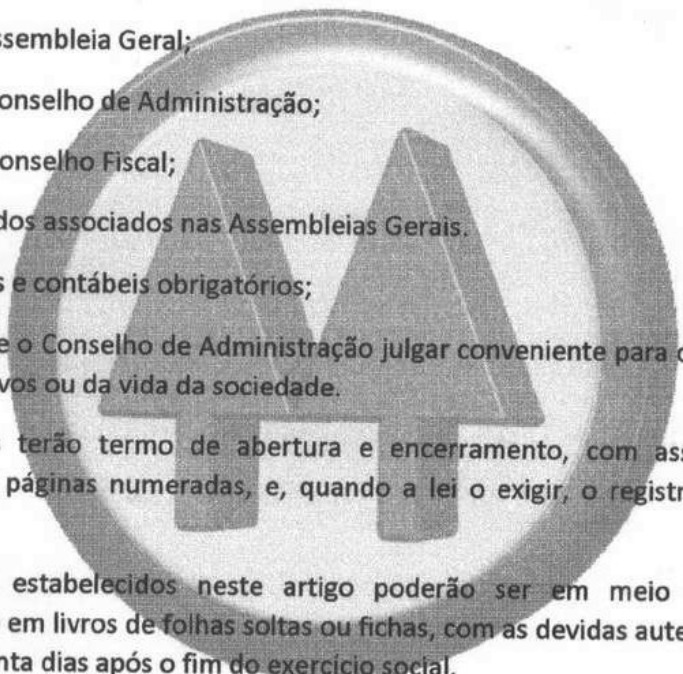 ssembleia Geral;
onselho de Administração;
onselho Fiscal;
dos associados nas Assembleias Gerais.
s e contábeis obrigatórios;
e o Conselho de Administração julgar conveniente para
vos ou da vida da sociedade.
terão termo de abertura e encerramento, com ass
páginas numeradas, e, quando a lei o exigir, o registr
estabelecidos neste artigo poderão ser em meio
em livros de folhas soltas ou fichas, com as devidas aute
nta dias após o fim do exercício social.